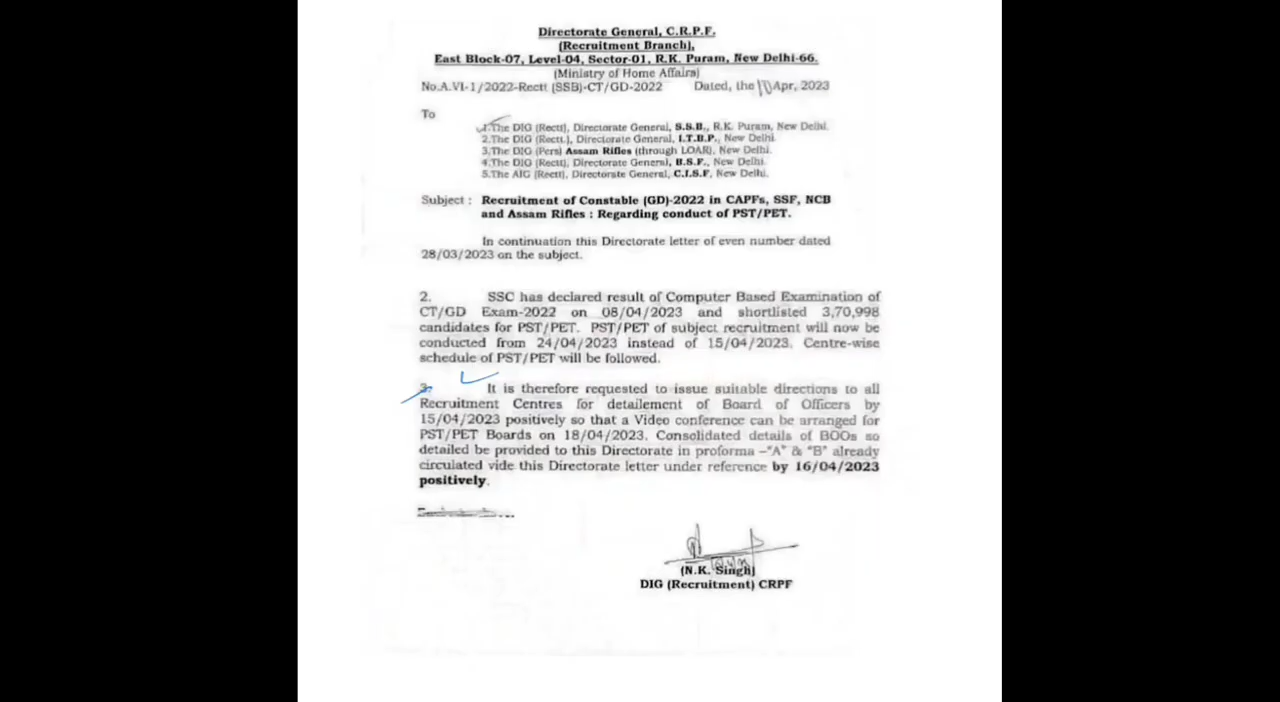 Directorate General, C.R.P.F.
(Recruitment Branch),
East Block-07, Level-04, Sector-01, R.K. Puram, New Delhi-66.
(Ministry of Home Affairs)
No.A.VI-1/2022-Rectt (SSB)-CT/GD-2022 Dated, the Apr, 2023
To
1.The DIG (Rectt), Directorate General, S.S.B., R.K. Puram, New Delhi.
2.The DIG (Rectt.), Directorate General, I.T.B.P., New Delhi.
3.The DIG (Pers) Assam Rifles (through LOAR), New Delhi.
4.The DIG (Rectt), Directorate General, B.S.F., New Delhi.
5.The AIG (Rectt), Directorate General, C.I.S.F, New Delhi.
Subject : Recruitment of Constable (GD)-2022 in CAPFs, SSF, NCB
and Assam Rifles : Regarding conduct of PST/PET.
In continuation this Directorate letter of even number dated
28/03/2023 on the subject.
2. SSC has declared result of Computer Based Examination of
CT/GD Exam-2022 on 08/04/2023 and shortlisted 3,70,998
candidates for PST/PET. PST/PET of subject recruitment will now be
conducted from 24/04/2023 instead of 15/04/2023. Centre-wise
schedule of PST/PET will be followed.
3. It is therefore requested to issue suitable directions to all
Recruitment Centres for detailement of Board of Officers by
15/04/2023 positively so that a Video conference can be arranged for
PST/PET Boards on 18/04/2023. Consolidated details of BOOs so
detailed be provided to this Directorate in proforma –"A" & "B" already
circulated vide this Directorate letter under reference by 16/04/2023
positively.
(N.K. Singh)
DIG (Recruitment) CRPF